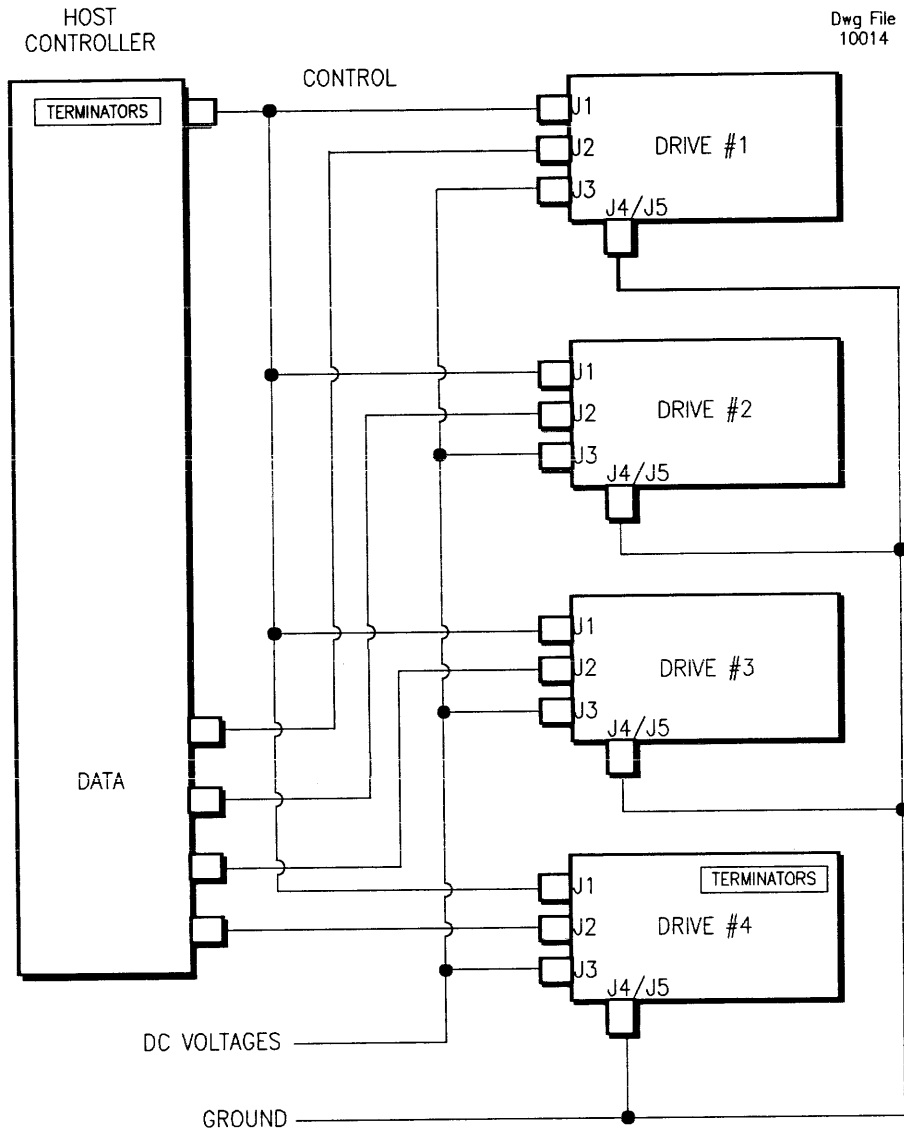 HOST
CONTROLLER
Dwg File
10014
CONTROL
TERMINATORS
J1
J2
J3
DRIVE #1
J4/J5
J1
J2
J3
DRIVE #2
J4/J5
J1
J2
J3
DRIVE #3
J4/J5
DATA
J1
J2
J3
TERMINATORS
DRIVE #4
J4/J5
DC VOLTAGES
GROUND